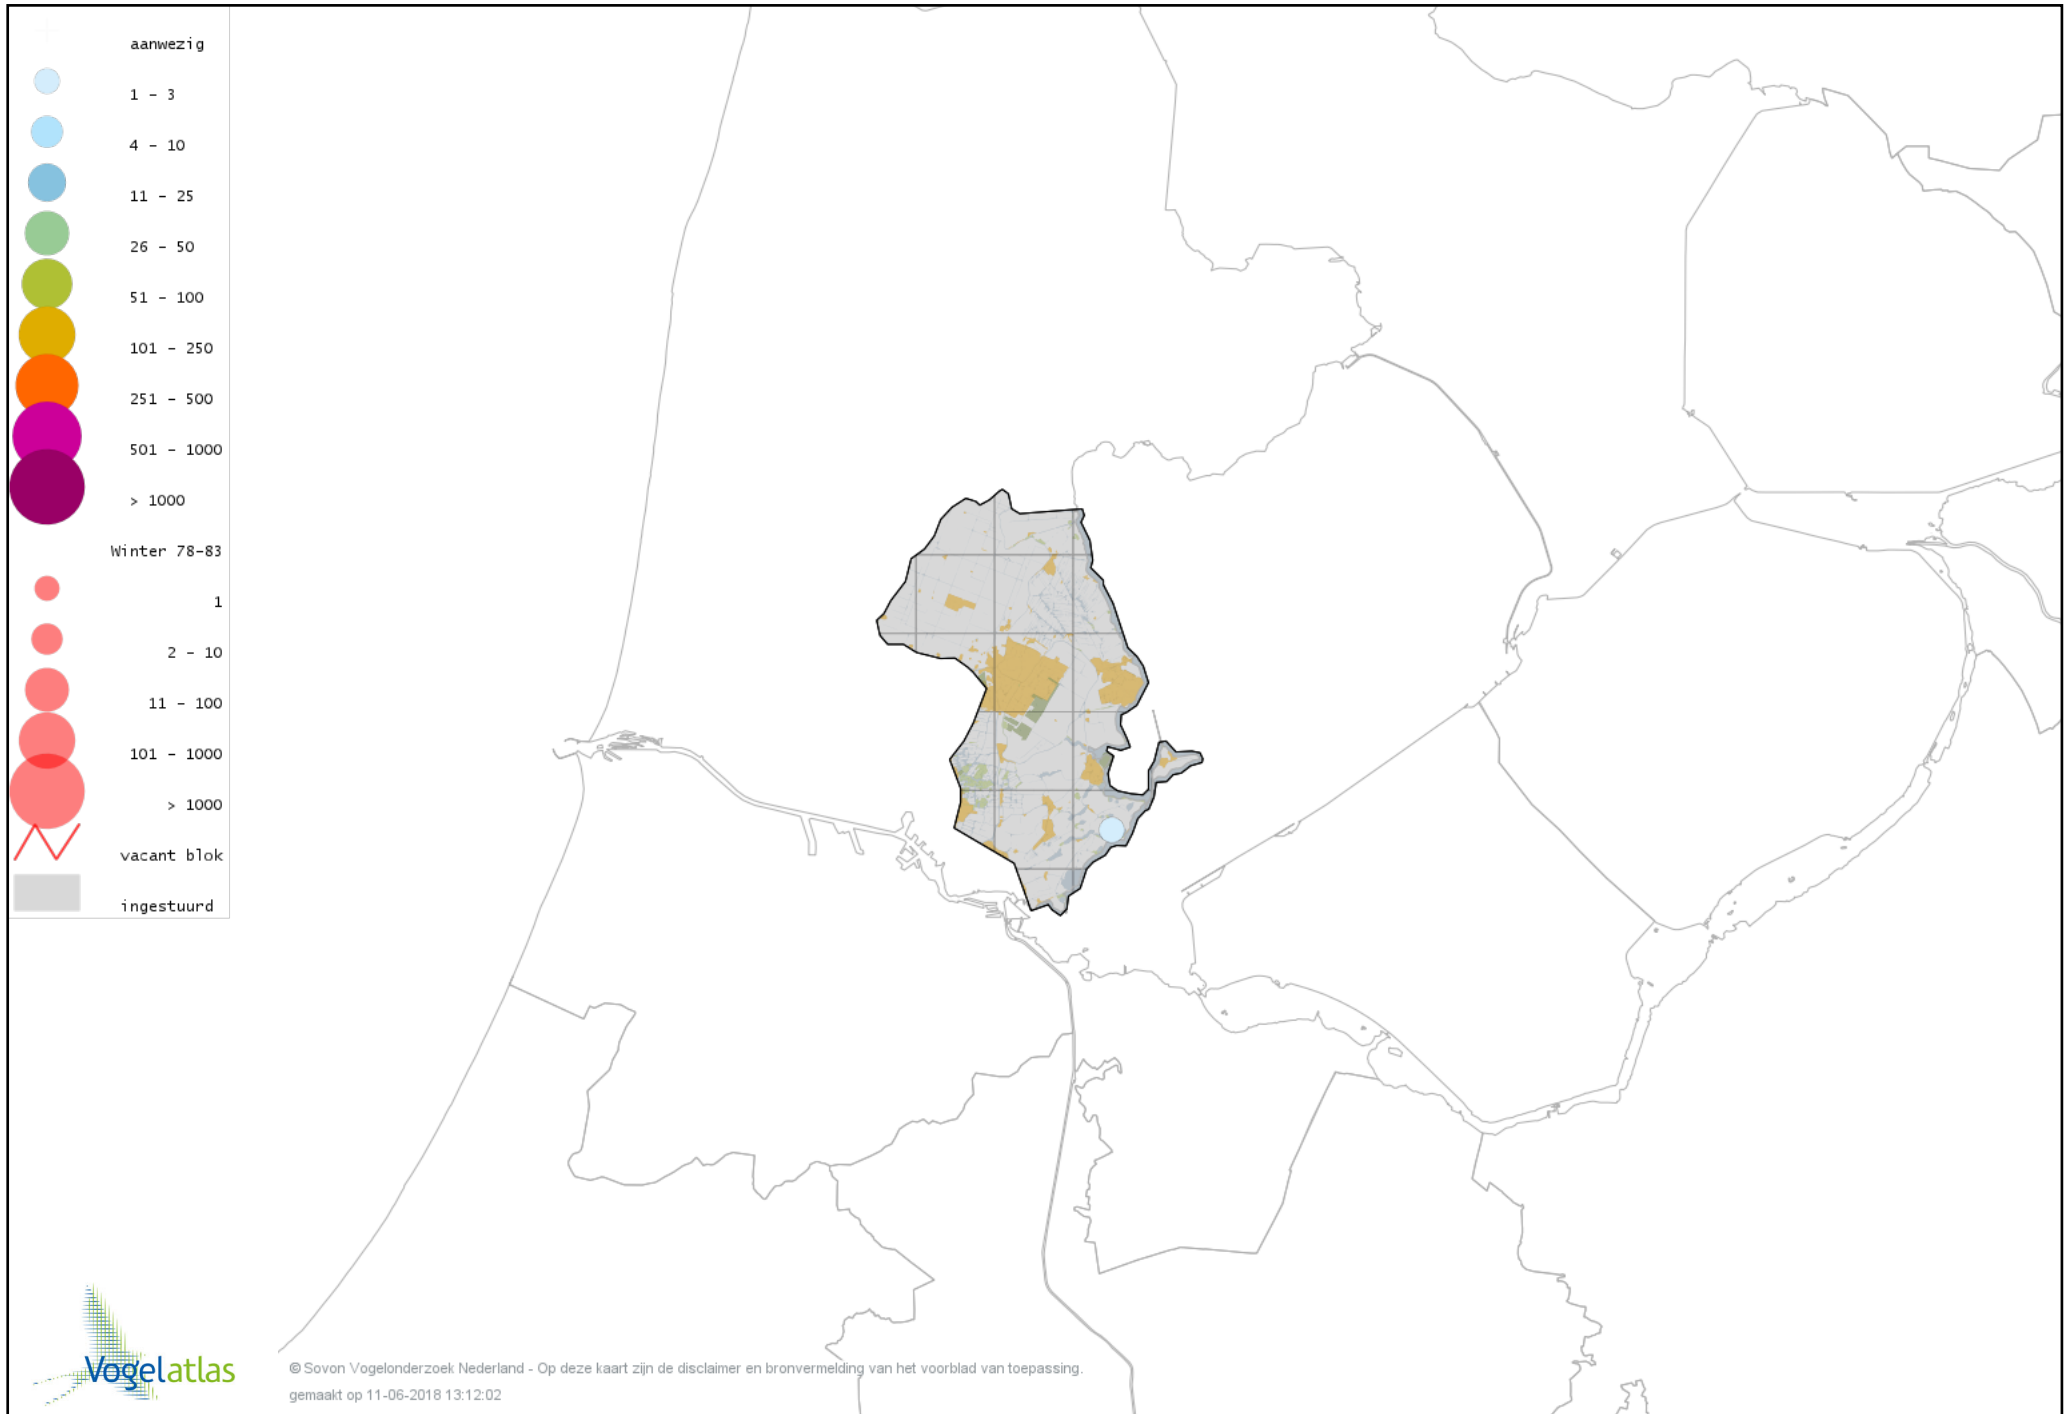 aanwezig
1 - 3
4 - 10
11 - 25
26 - 50
51 - 100
101 - 250
251 - 500
501 - 1000
> 1000
Winter 78-83
1
2 - 10
11 - 100
101 - 1000
> 1000
vacant blok
ingestuurd
Vogelatlas
© Sovon Vogelonderzoek Nederland - Op deze kaart zijn de disclaimer en bronvermelding van het voorblad van toepassing.
gemaakt op 11-06-2018 13:12:02